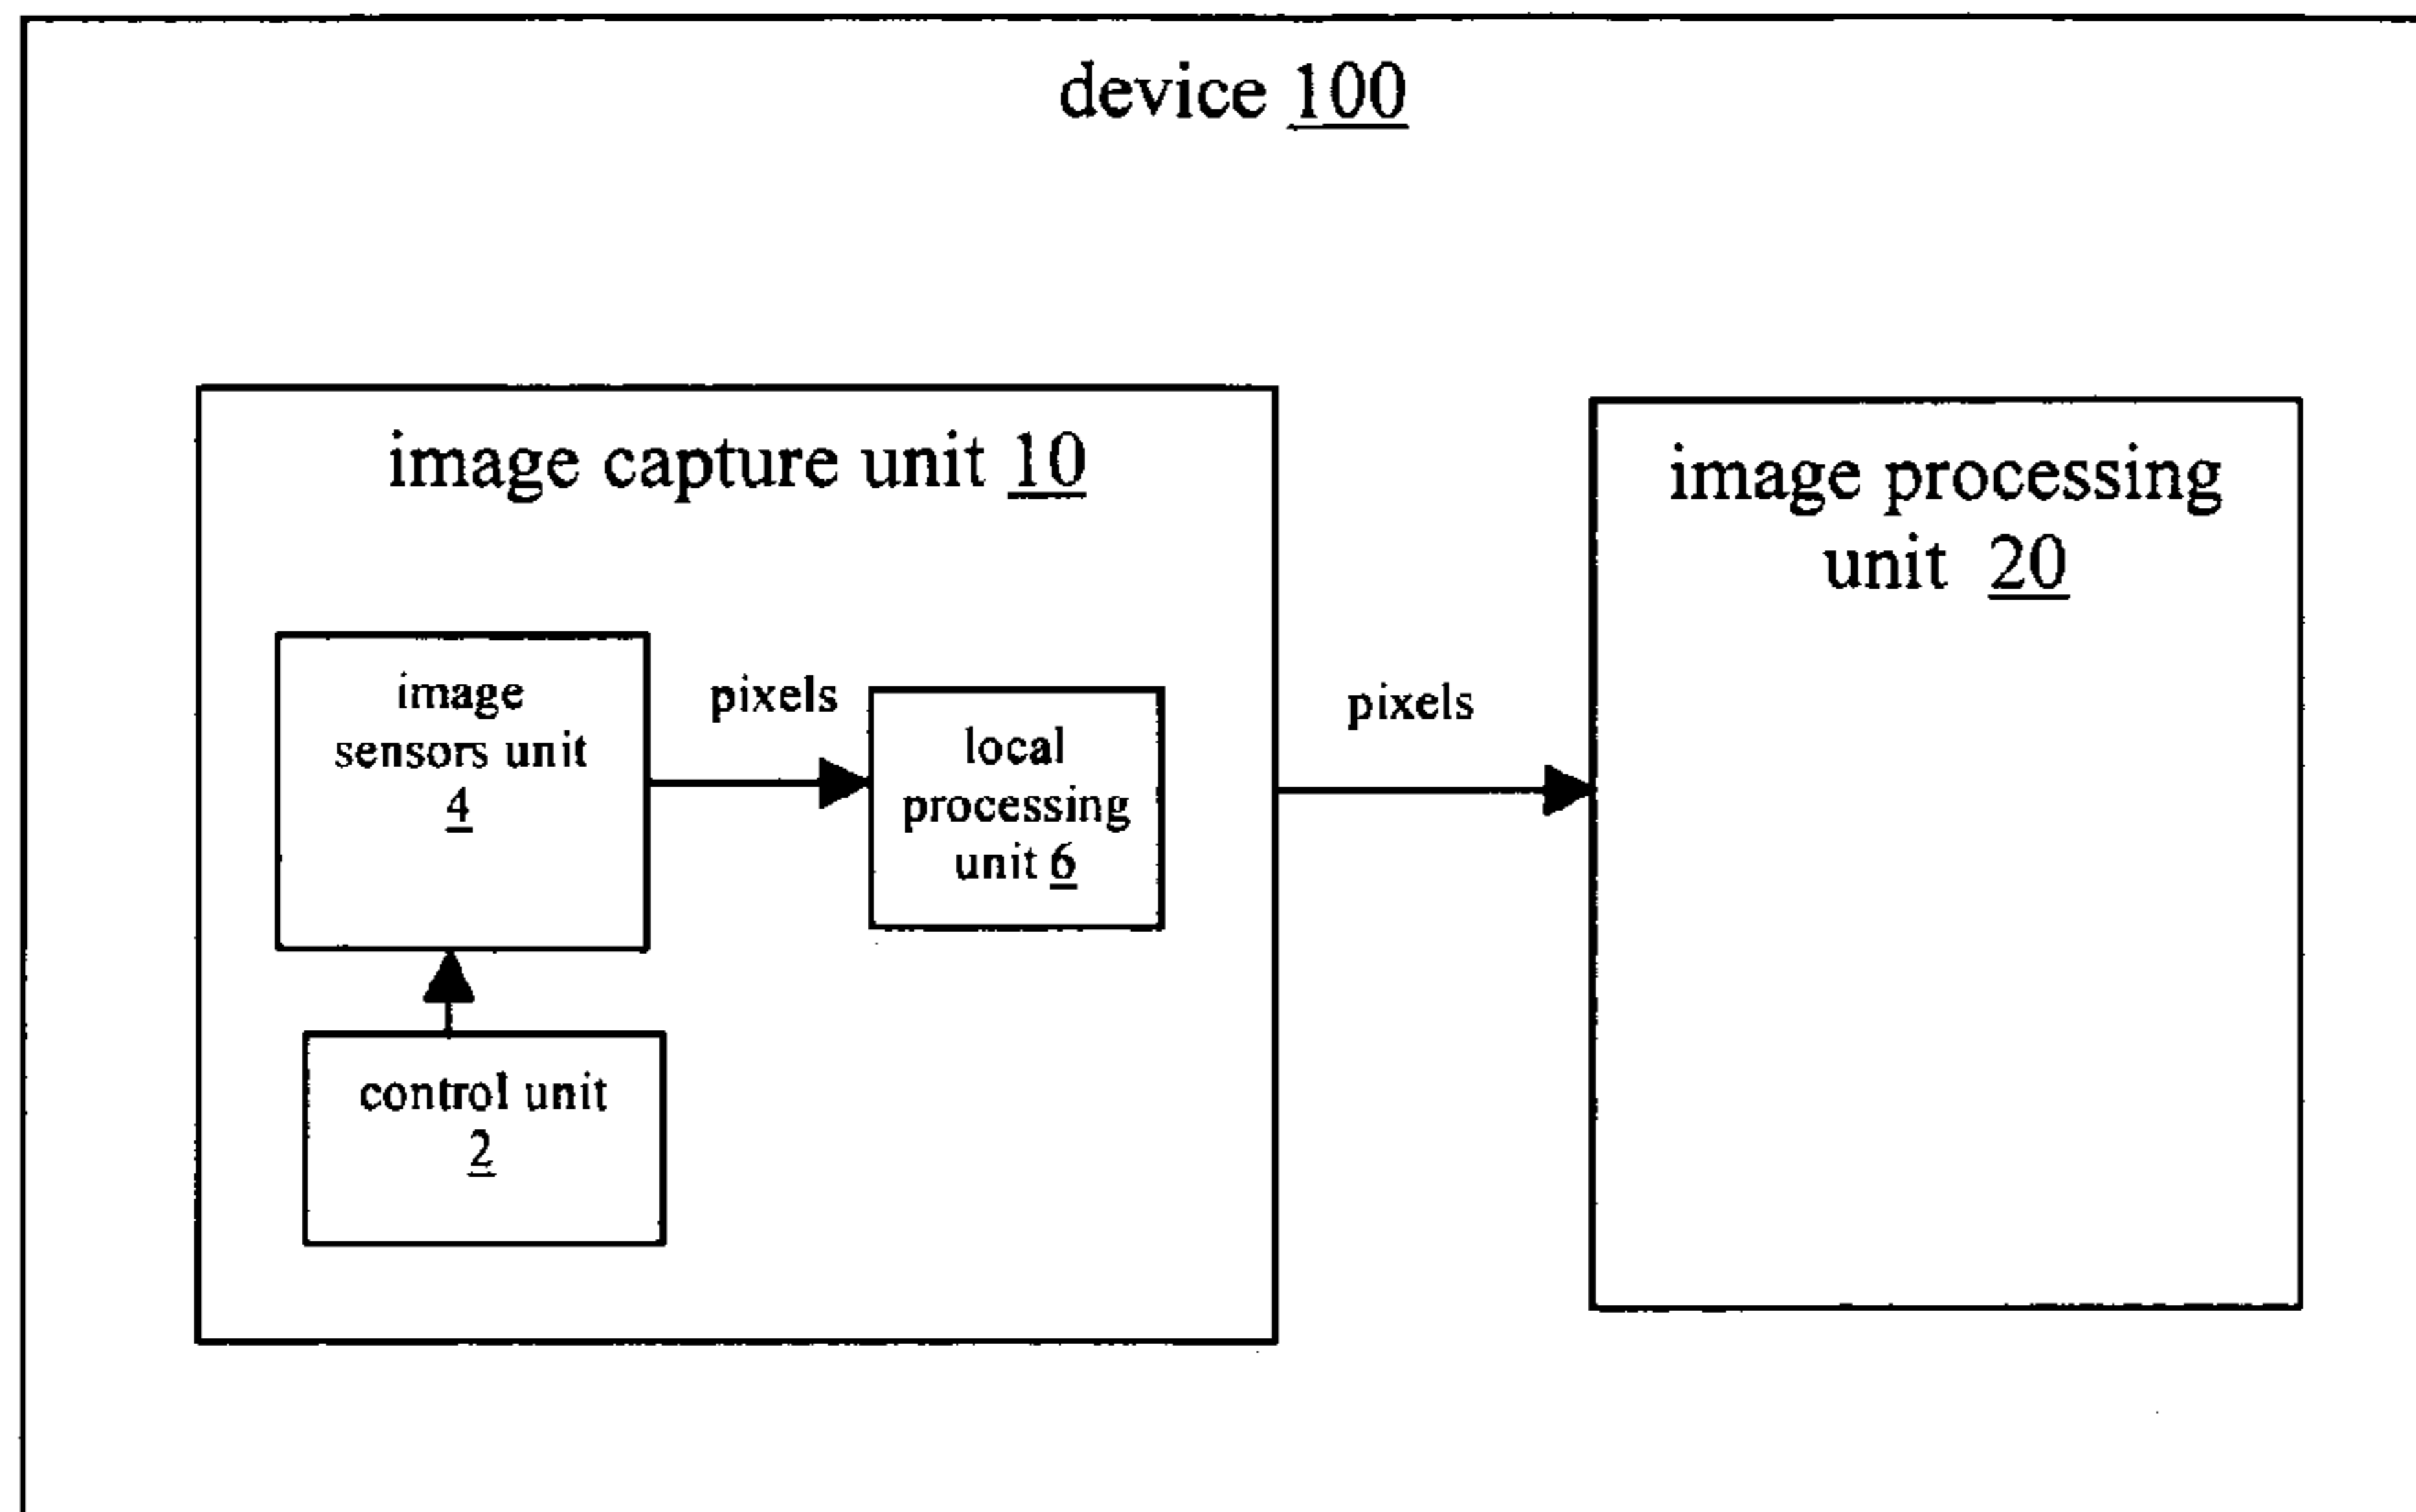 device 100
image capture unit 10
image
sensors unit
4
pixels
local
processing
unit 6
control unit
2
pixels
image processing
unit 20